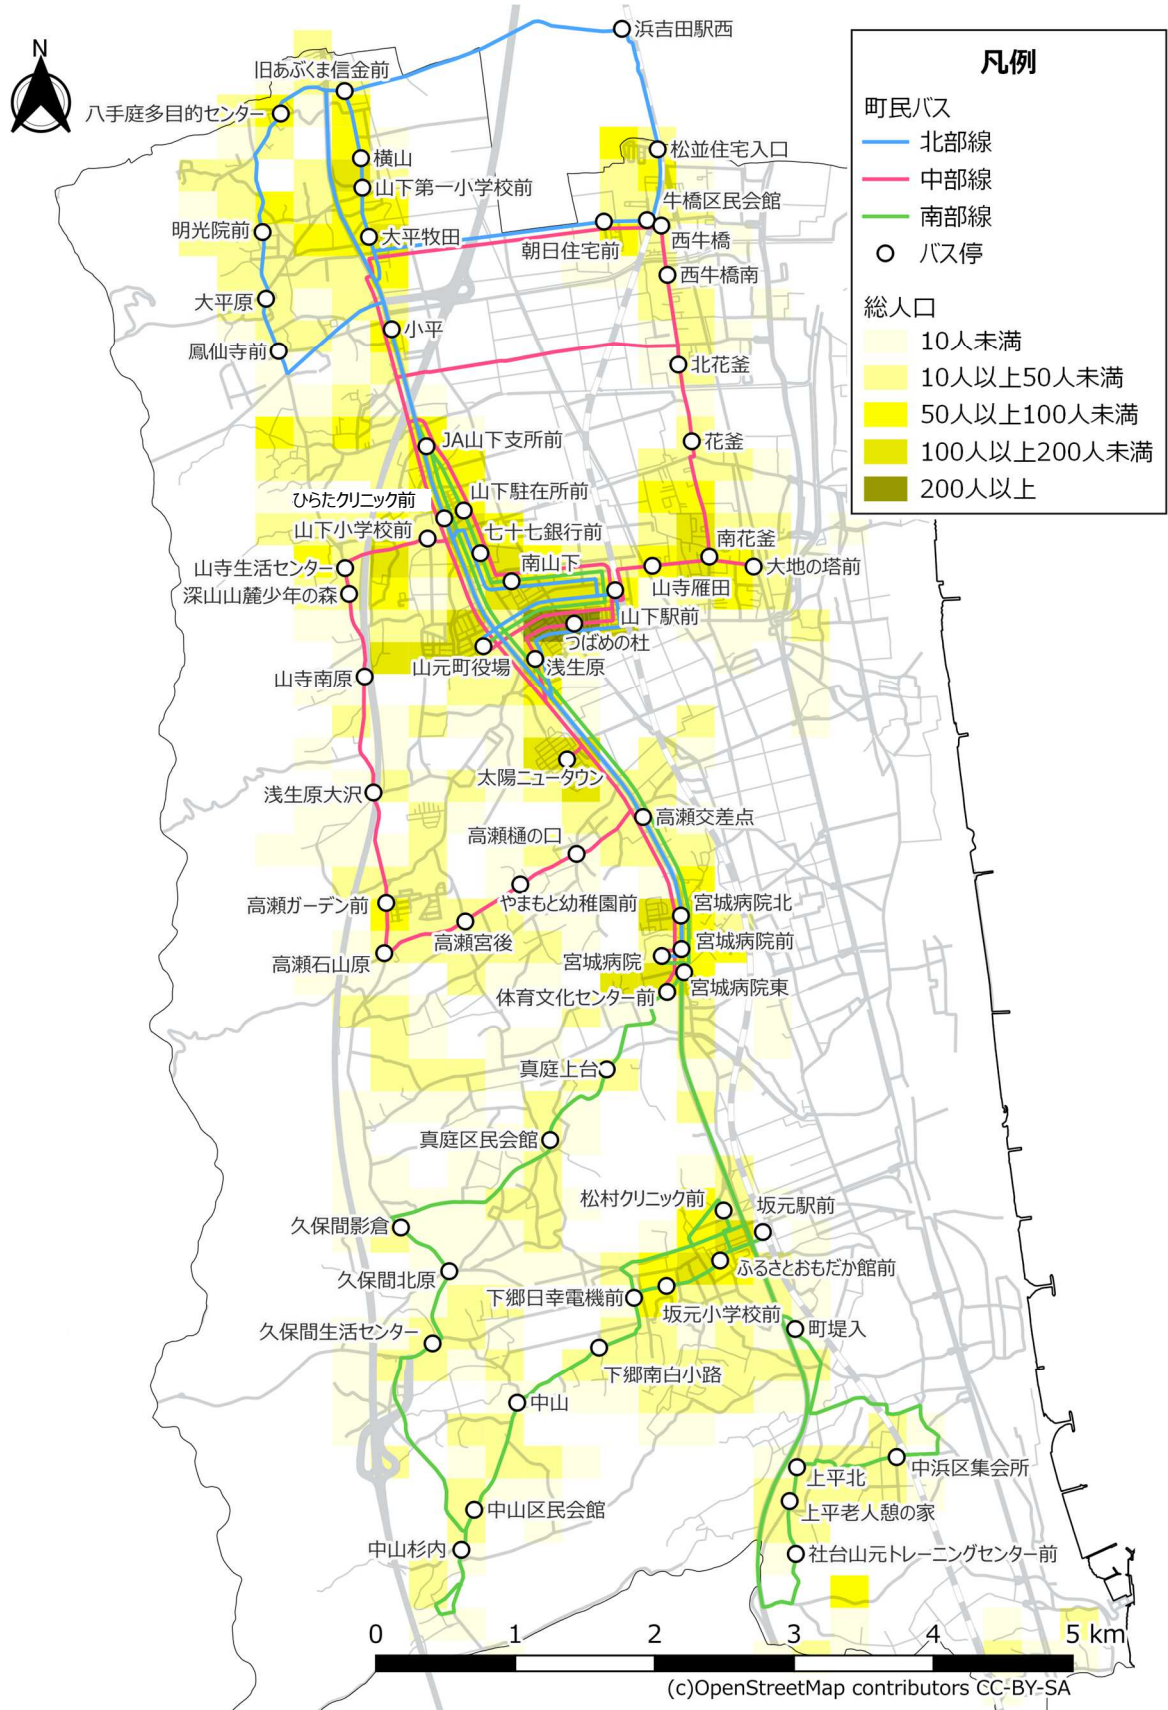 N
浜吉田駅西
旧あぶくま信金前
八手庭多目的センター
松並住宅入口
横山
山下第一小学校前
牛橋区民会館
明光院前
大平牧田
朝日住宅前
西牛橋
西牛橋南
大平原
小平
鳳仙寺前
北花釜
JA山下支所前
花釜
ひらたクリニック前
山下駐在所前
山下小学校前
七十七銀行前
南花釜
山寺生活センター
南山下
大地の塔前
深山山麓少年の森
山寺雁田
山下駅前
つばめの杜
山元町役場
浅生原
山寺南原
太陽ニュータウン
浅生原大沢
高瀬交差点
高瀬樋の口
高瀬ガーデン前
やまもと幼稚園前
宮城病院北
高瀬宮後
宮城病院前
高瀬石山原
宮城病院
宮城病院東
体育文化センター前
真庭上台
真庭区民会館
松村クリニック前
坂元駅前
久保間影倉
ふるさとおもだか館前
久保間北原
下郷日幸電機前
坂元小学校前
久保間生活センター
町堤入
下郷南白小路
中山
上平北
中浜区集会所
中山区民会館
上平老人憩の家
中山杉内
社台山元トレーニングセンター前
凡例
町民バス
北部線
中部線
南部線
バス停
総人口
10人未満
10人以上50人未満
50人以上100人未満
100人以上200人未満
200人以上
0 1 2 3 4 5 km
(c)OpenStreetMap contributors CC-BY-SA